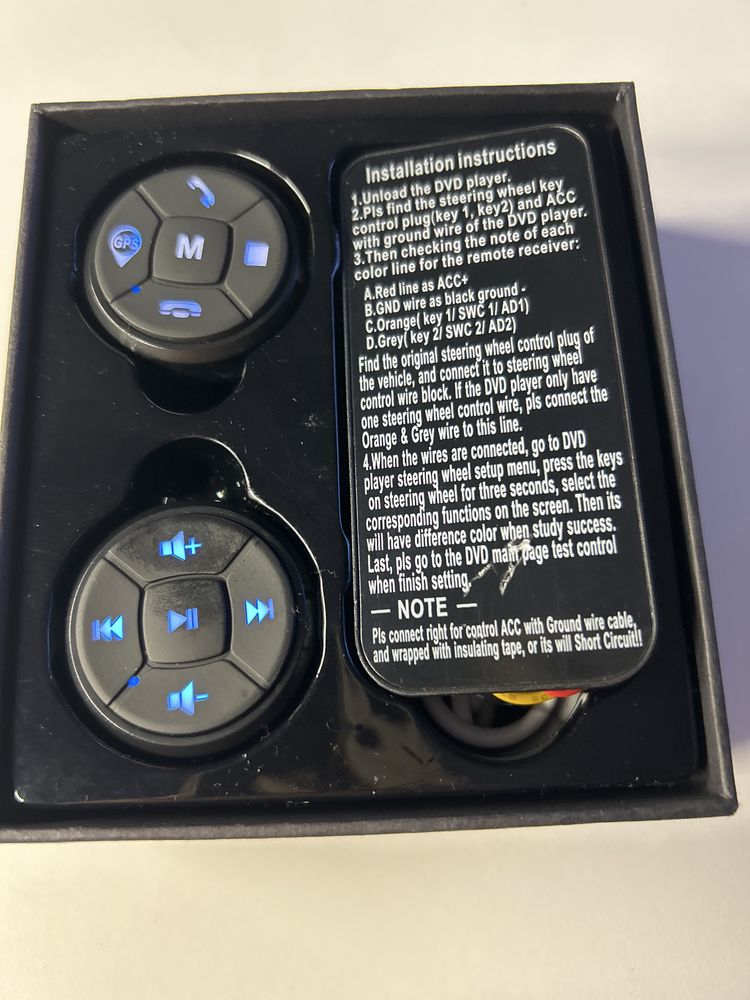 GPS
M
Installation instructions
1.Unload the DVD player.
2.Pls find the steering wheel key
control plug(key 1, key2) and ACC
with ground wire of the DVD player.
3.Then checking the note of each
color line for the remote receiver:
A.Red line as ACC+
B.GND wire as black ground -
C.Orange( key 1/ SWC 1/ AD1)
D.Grey( key 2/ SWC 2/ AD2)
Find the original steering wheel control plug of
the vehicle, and connect it to steering wheel
control wire block. If the DVD player only have
one steering wheel control wire, pls connect the
Orange & Grey wire to this line.
4.When the wires are connected, go to DVD
player steering wheel setup menu, press the keys
on steering wheel for three seconds, select the
corresponding functions on the screen. Then its
will have difference color when study success.
Last, pls go to the DVD main page test control
when finish setting.
— NOTE —
Pls connect right for control ACC with Ground wire cable,
and wrapped with insulating tape, or its will Short Circuit!!